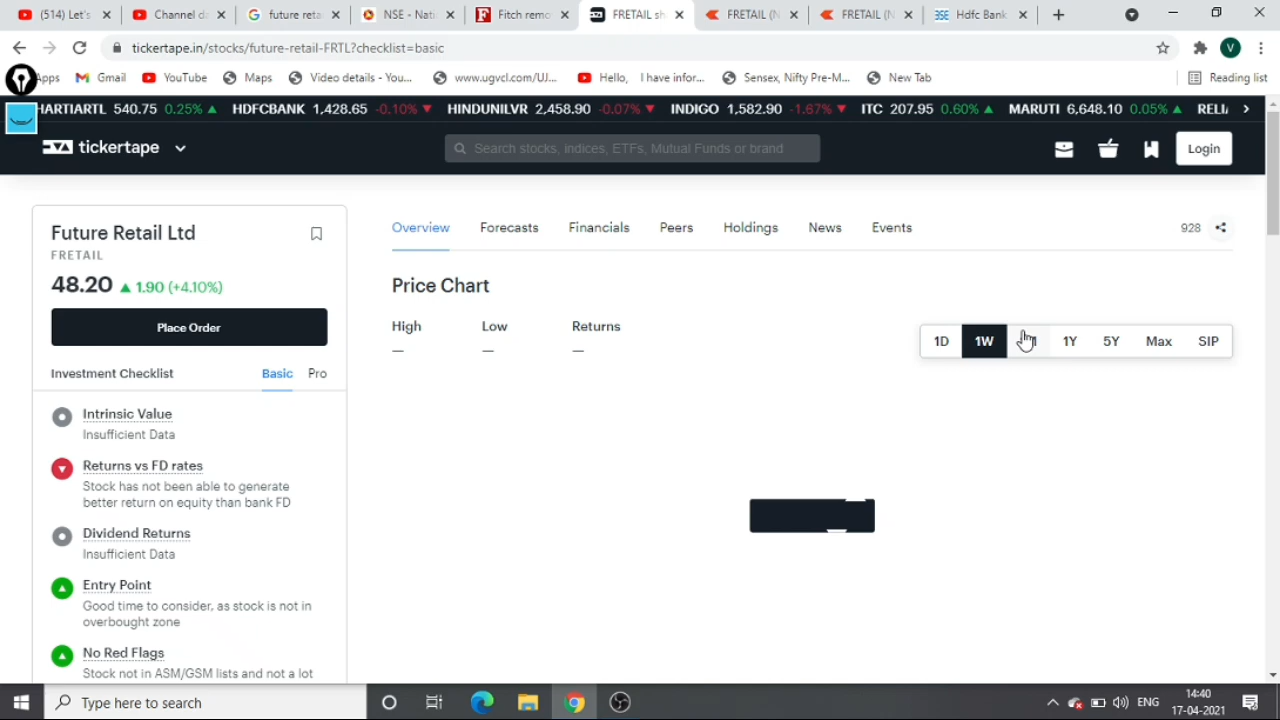 (514) Let's
Channel da
future reta
NSE - Nati
Fitch remo
FRETAIL sh
FRETAIL (N
FRETAIL (N
Hdfc Bank
tickertape.in/stocks/future-retail-FRTL?checklist=basic
Apps
Gmail
YouTube
Maps
Video details - You...
www.ugvcl.com/UJ...
Hello, I have infor...
Sensex, Nifty Pre-M...
New Tab
Reading list
HARTIARTL 540.75 0.25% ▲ HDFCBANK 1,428.65 -0.10% ▼ HINDUNILVR 2,458.90 -0.07% ▼ INDIGO 1,582.90 -1.67% ▼ ITC 207.95 0.60% ▲ MARUTI 6,648.10 0.05% ▲ RELI
tickertape
Search stocks, indices, ETFs, Mutual Funds or brand
Login
Future Retail Ltd
FRETAIL
48.20 ▲ 1.90 (+4.10%)
Place Order
Investment Checklist
Basic
Pro
Intrinsic Value
Insufficient Data
Returns vs FD rates
Stock has not been able to generate
better return on equity than bank FD
Dividend Returns
Insufficient Data
Entry Point
Good time to consider, as stock is not in
overbought zone
No Red Flags
Stock not in ASM/GSM lists and not a lot
Overview
Forecasts
Financials
Peers
Holdings
News
Events
928
Price Chart
High
Low
Returns
—
—
—
1D
1W
1Y
5Y
Max
SIP
Type here to search
ENG
14:40
17-04-2021
V